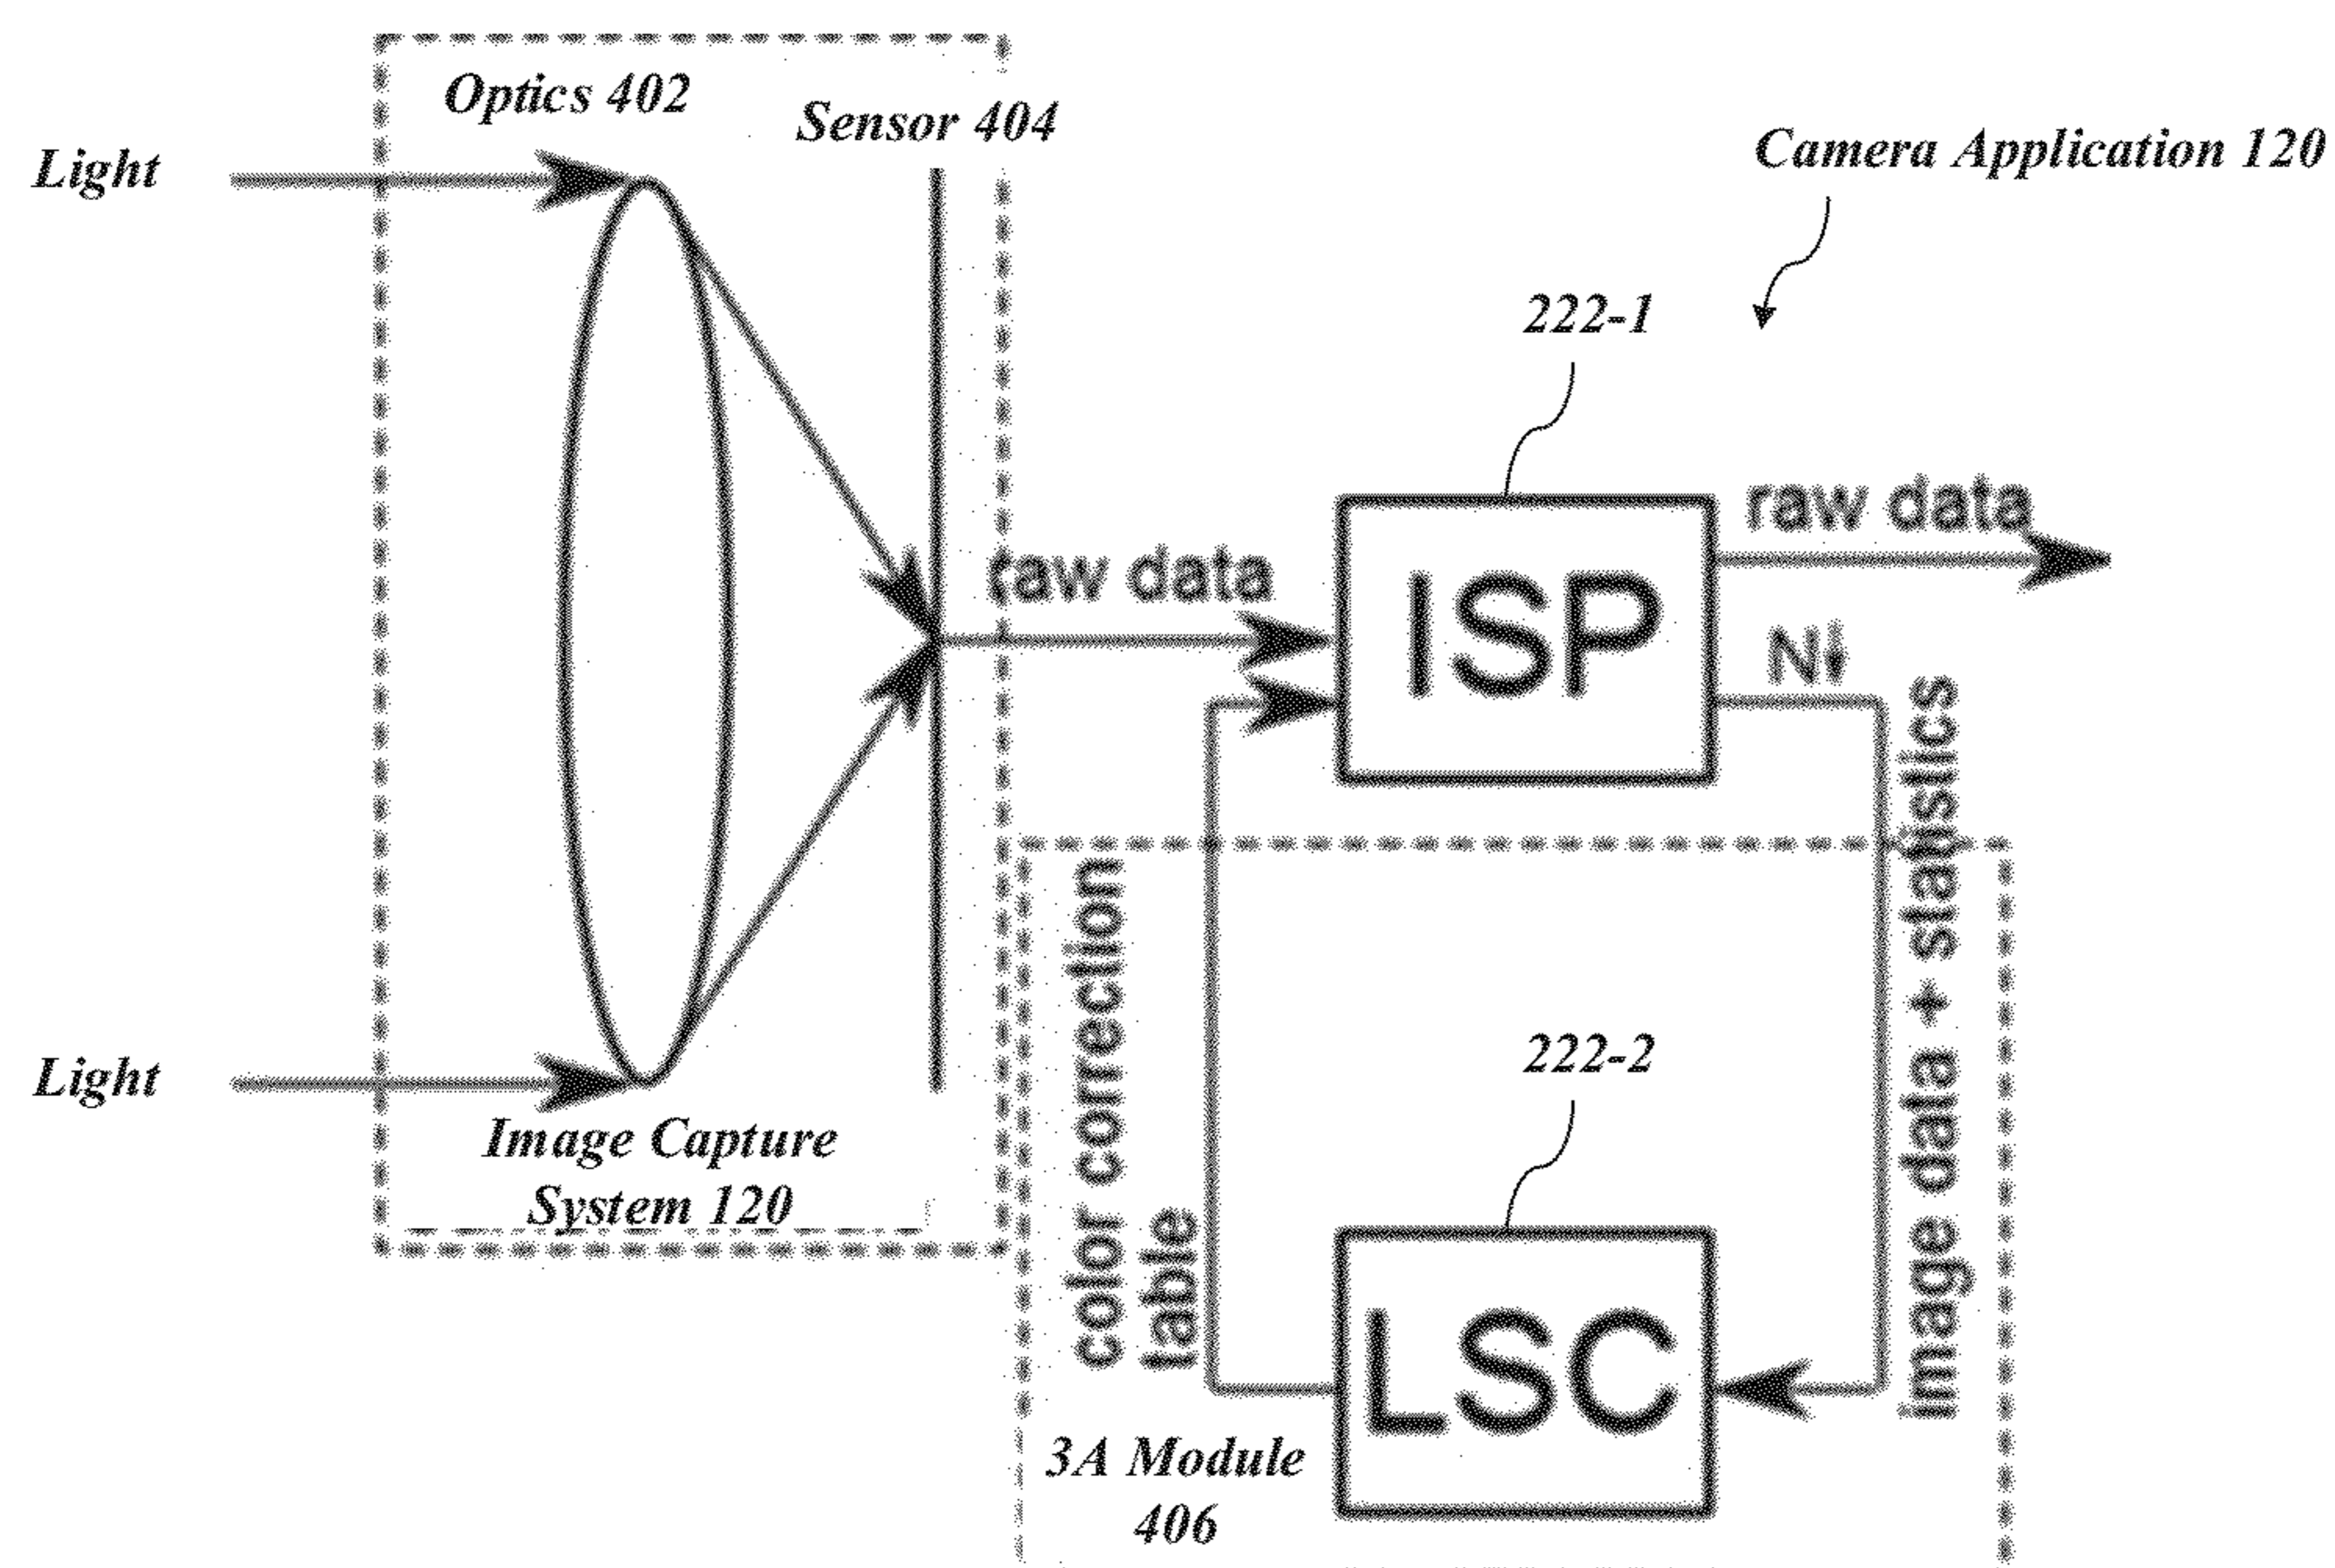 Optics 402
Sensor 404
Light
Camera Application 120
222-1
raw data
raw data
ISP
N↓
image data + statistics
color correction
table
222-2
Light
Image Capture
System 120
LSC
3A Module
406